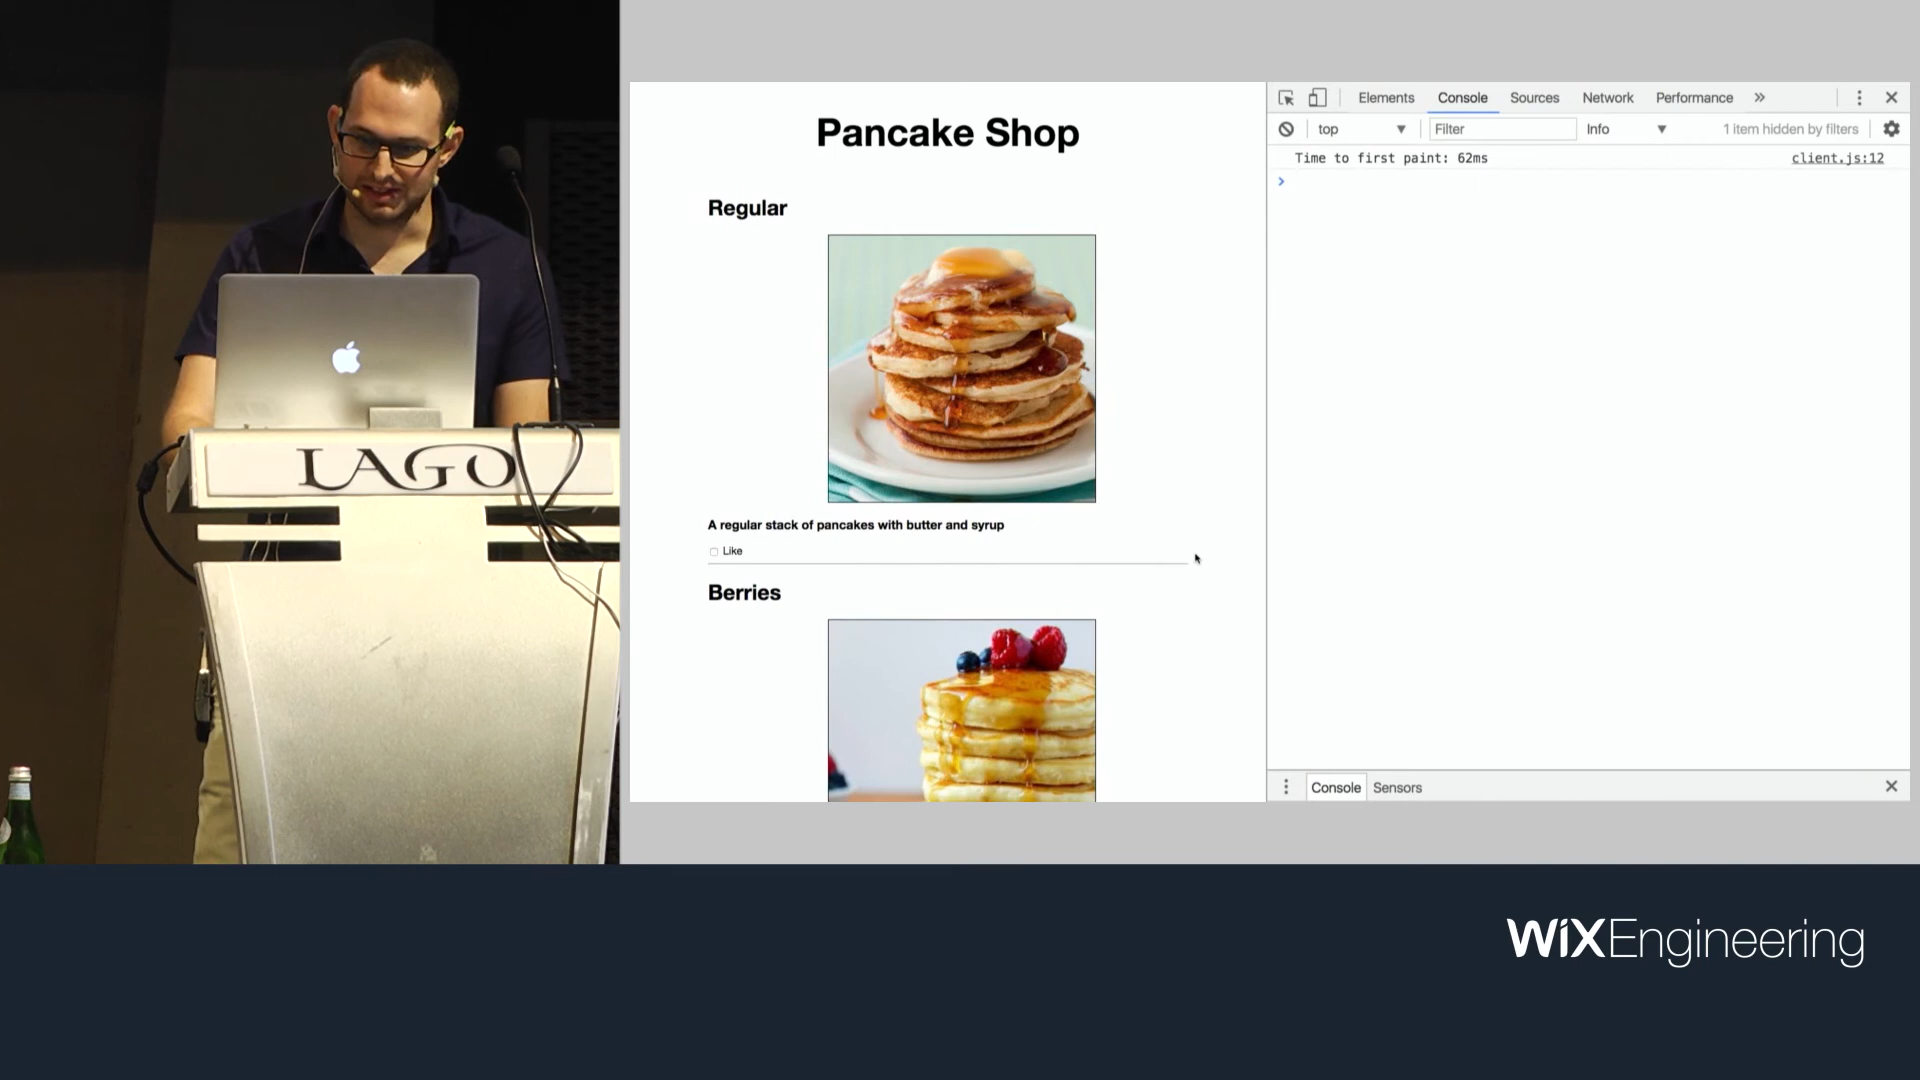 LAGO
Pancake Shop
Regular
A regular stack of pancakes with butter and syrup
Like
Berries
Elements Console Sources Network Performance »
top Filter Info 1 item hidden by filters
Time to first paint: 62ms client.js:12
Console Sensors
WiXEngineering